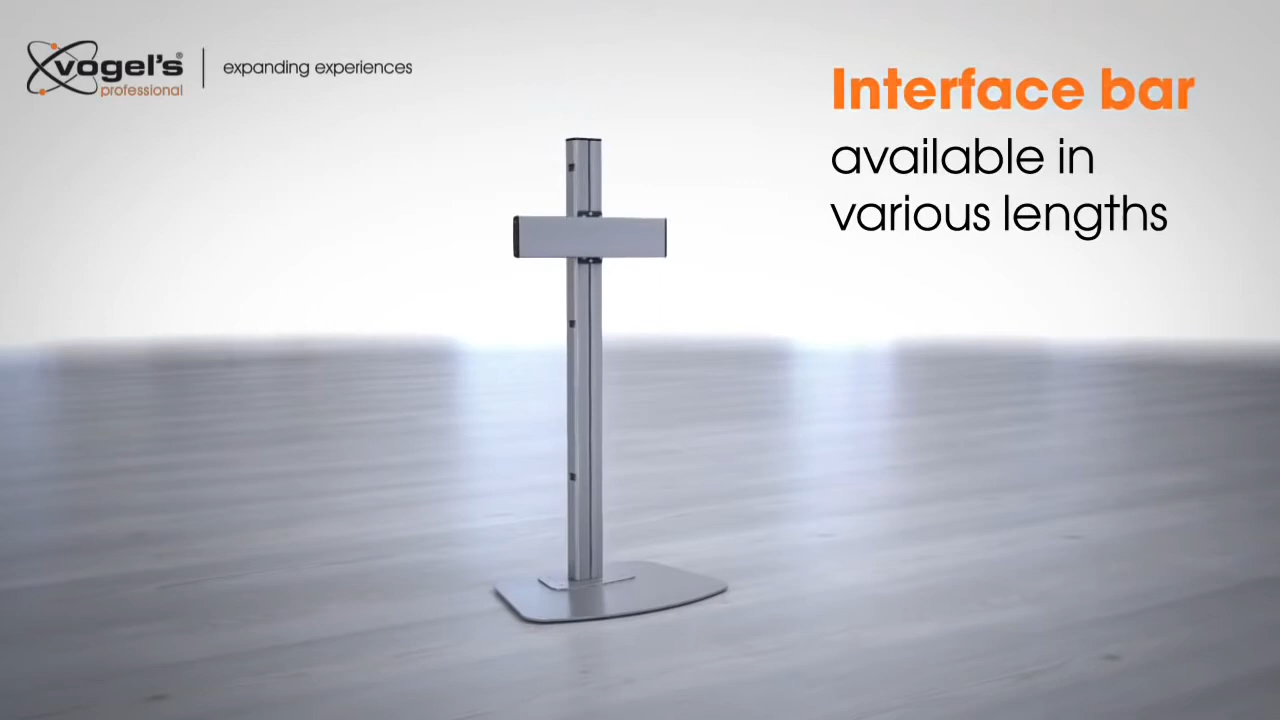 vogel's®
professional
expanding experiences
Interface bar
available in
various lengths